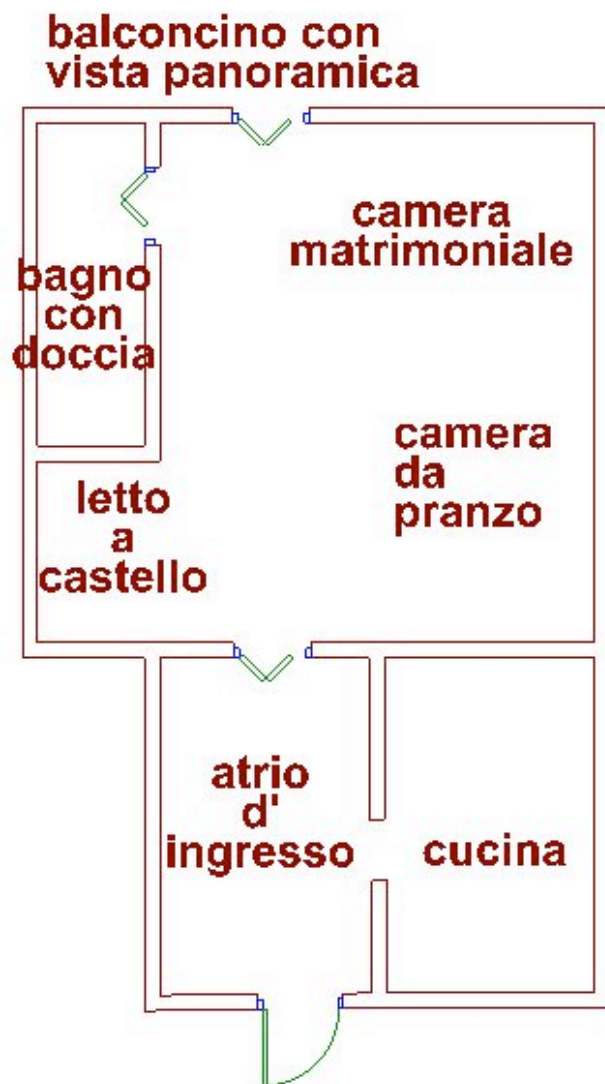 balconcino con
vista panoramica
camera
matrimoniale
bagno
con
doccia
camera
da
pranzo
letto
a
castello
atrio
d'
ingresso
cucina